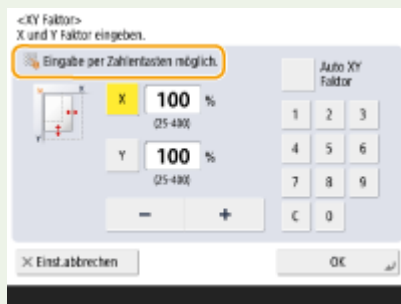 <XY Faktor>
X und Y Faktor eingeben.
Eingabe per Zahlentasten möglich.
X 100 %
(25-400)
Y 100 %
(25-400)
- +
Auto XY
Faktor
1 2 3
4 5 6
7 8 9
C 0
× Einst.abbrechen
OK